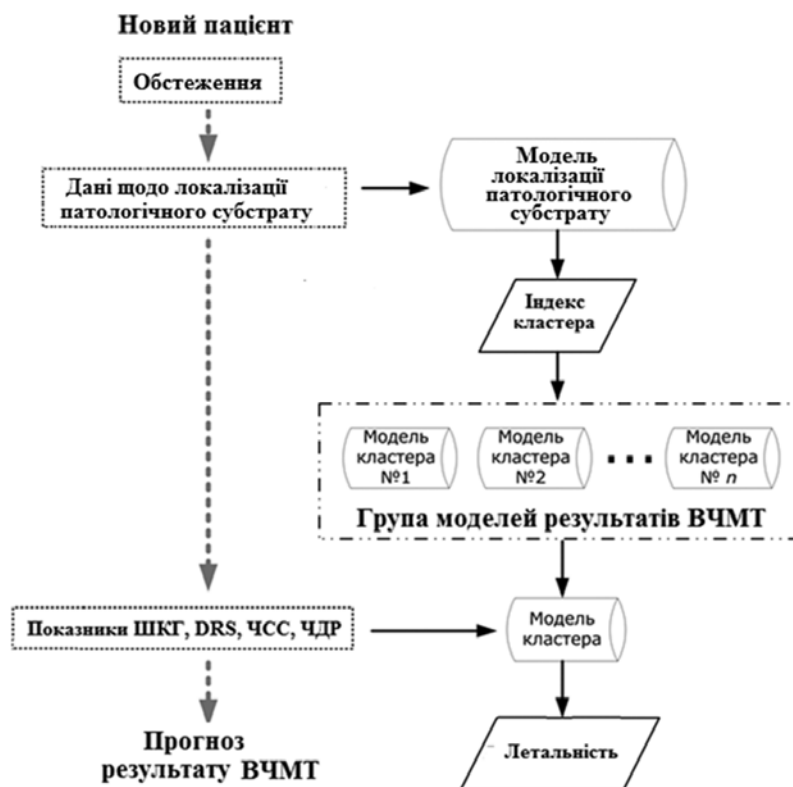 Новий пацієнт
Обстеження
Дані щодо локалізації
патологічного субстрату
Модель
локалізації
патологічного
субстрату
Індекс
кластера
Модель
кластера
№1
Модель
кластера
№2
...
Модель
кластера
№ n
Група моделей результатів ВЧМТ
Показники ШКГ, DRS, ЧСС, ЧДР
Модель
кластера
Прогноз
результату ВЧМТ
Летальність